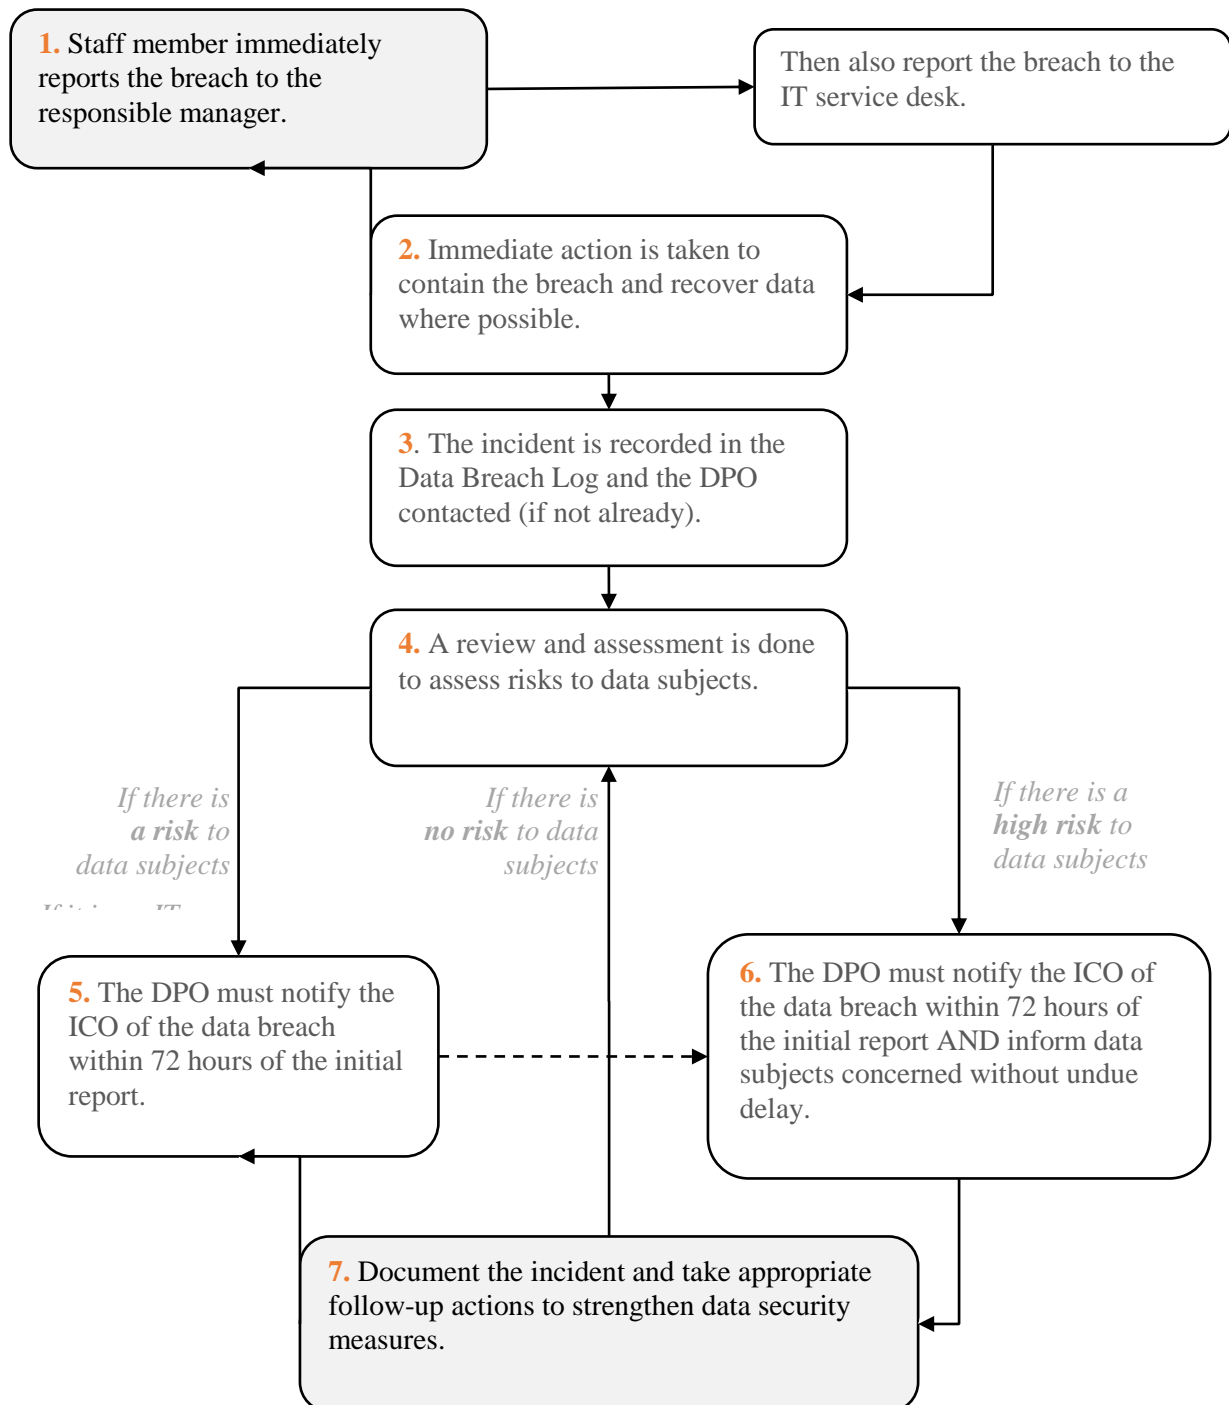 1. Staff member immediately
reports the breach to the
responsible manager.
Then also report the breach to the
IT service desk.
2. Immediate action is taken to
contain the breach and recover data
where possible.
3. The incident is recorded in the
Data Breach Log and the DPO
contacted (if not already).
4. A review and assessment is done
to assess risks to data subjects.
If there is
a risk to
data subjects
If there is
no risk to data
subjects
If there is a
high risk to
data subjects
5. The DPO must notify the
ICO of the data breach
within 72 hours of the initial
report.
6. The DPO must notify the ICO of
the data breach within 72 hours of
the initial report AND inform data
subjects concerned without undue
delay.
7. Document the incident and take appropriate
follow-up actions to strengthen data security
measures.